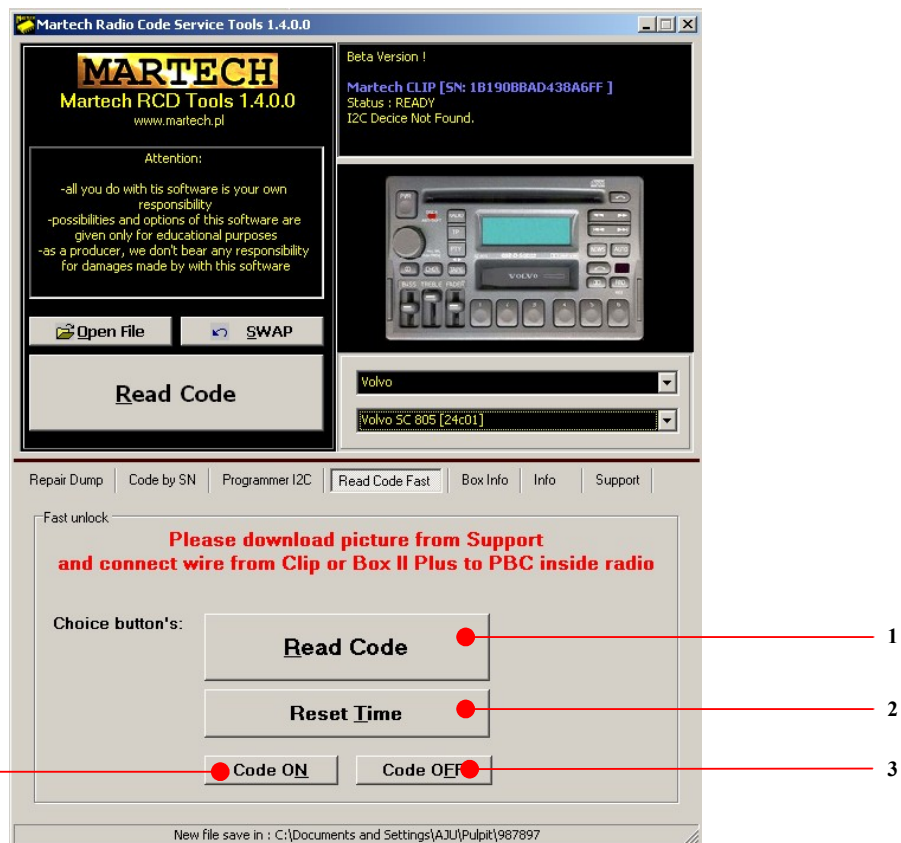 Martech Radio Code Service Tools 1.4.0.0
MARTECH
Martech RCD Tools 1.4.0.0
www.martech.pl
Attention:
-all you do with tis software is your own
responsibility
-possibilities and options of this software are
given only for educational purposes
-as a producer, we don't bear any responsibility
for damages made by with this software
Open File
SWAP
Read Code
Beta Version !
Martech CLIP [SN: 1B190BBAD438A6FF ]
Status : READY
I2C Decice Not Found.
VOLVO
BASS TREBLE FADER
Volvo
Volvo SC 805 [24c01]
Repair Dump
Code by SN
Programmer I2C
Read Code Fast
Box Info
Info
Support
Fast unlock
Please download picture from Support
and connect wire from Clip or Box II Plus to PBC inside radio
Choice button's:
Read Code
1
Reset Time
2
Code ON
Code OFF
3
New file save in : C:\Documents and Settings\AJU\Pulpit\987897